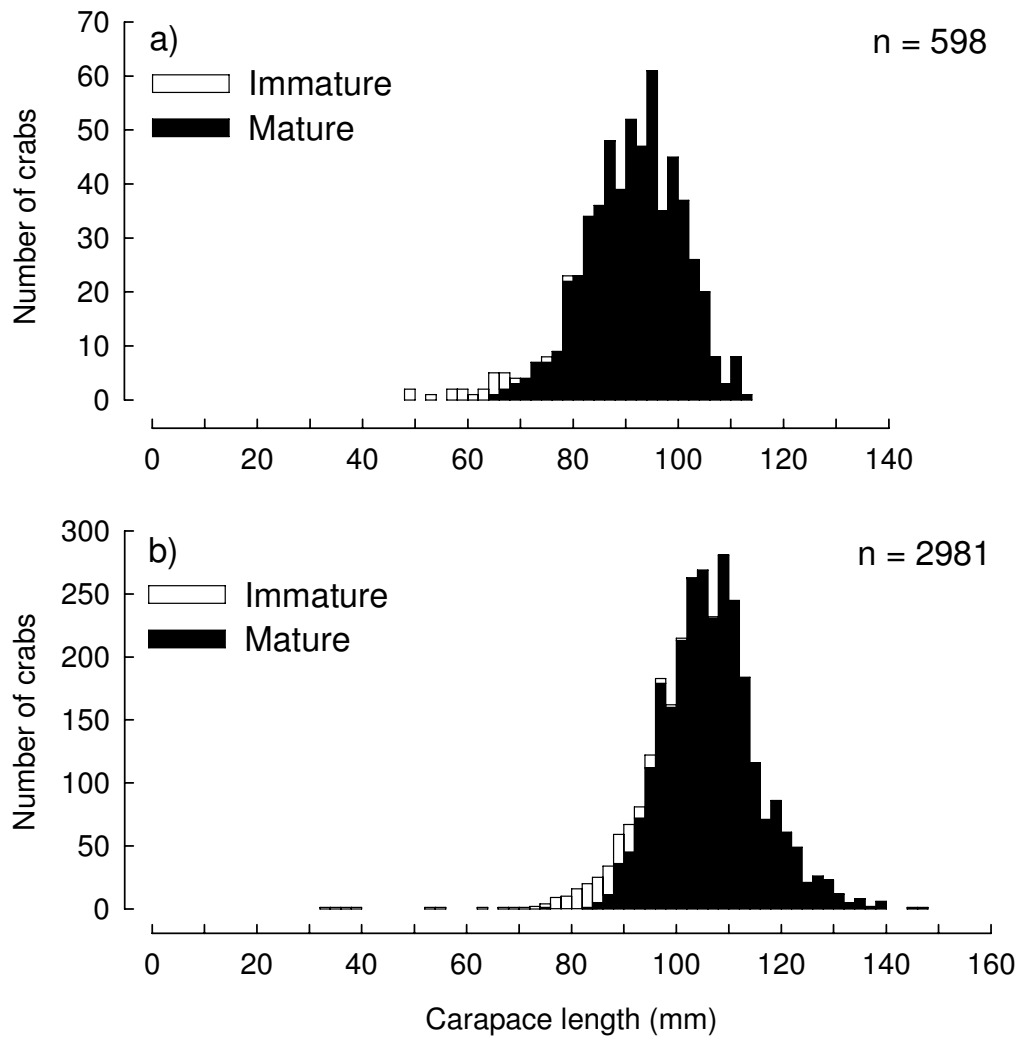 a)
n = 598
Immature
Mature
Number of crabs
70
60
50
40
30
20
10
0
0 20 40 60 80 100 120 140
b)
n = 2981
Immature
Mature
Number of crabs
300
250
200
150
100
50
0
0 20 40 60 80 100 120 140 160
Carapace length (mm)